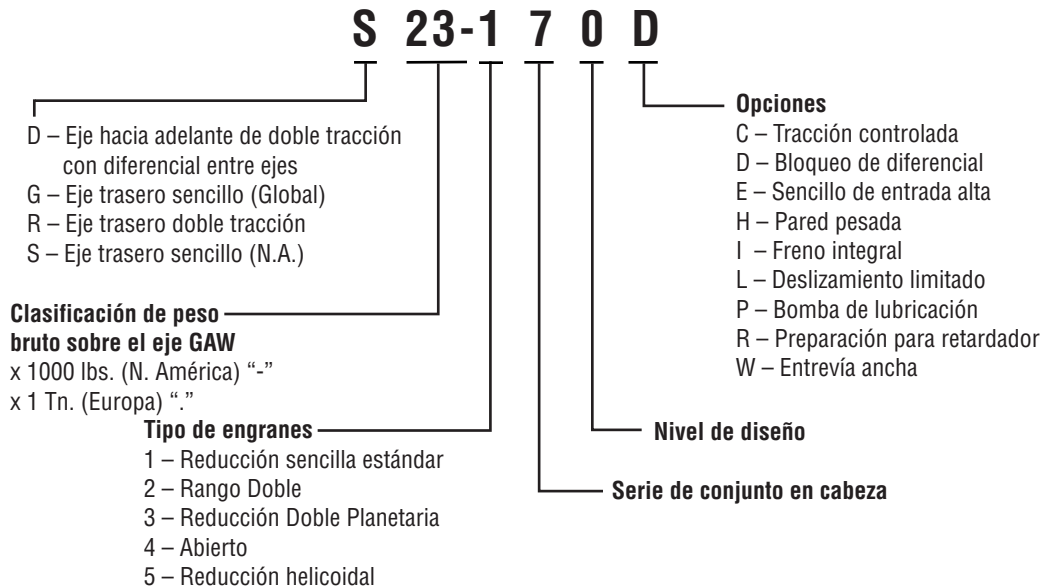 S 23-1 7 0 D
D – Eje hacia adelante de doble tracción
con diferencial entre ejes
G – Eje trasero sencillo (Global)
R – Eje trasero doble tracción
S – Eje trasero sencillo (N.A.)
Clasificación de peso
bruto sobre el eje GAW
x 1000 lbs. (N. América) “-”
x 1 Tn. (Europa) “.”
Tipo de engranes
1 – Reducción sencilla estándar
2 – Rango Doble
3 – Reducción Doble Planetaria
4 – Abierto
5 – Reducción helicoidal
Opciones
C – Tracción controlada
D – Bloqueo de diferencial
E – Sencillo de entrada alta
H – Pared pesada
I – Freno integral
L – Deslizamiento limitado
P – Bomba de lubricación
R – Preparación para retardador
W – Entrevía ancha
Nivel de diseño
Serie de conjunto en cabeza